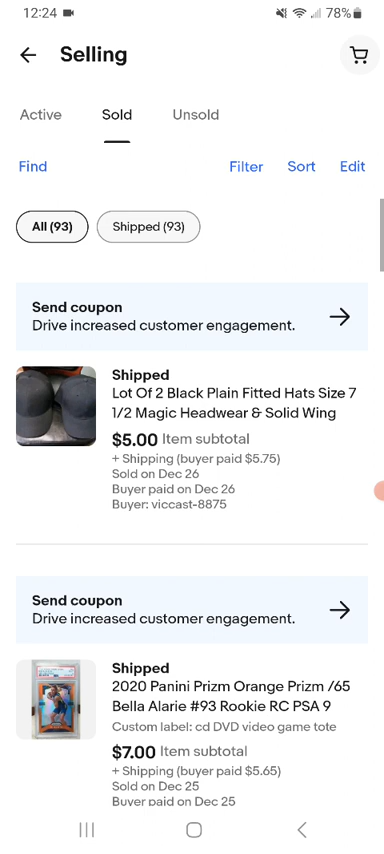 12:24 78%
Selling
Active Sold Unsold
Find Filter Sort Edit
All (93) Shipped (93)
Send coupon
Drive increased customer engagement.
Shipped
Lot Of 2 Black Plain Fitted Hats Size 7
1/2 Magic Headwear & Solid Wing
$5.00 Item subtotal
+ Shipping (buyer paid $5.75)
Sold on Dec 26
Buyer paid on Dec 26
Buyer: viccast-8875
Send coupon
Drive increased customer engagement.
Shipped
2020 Panini Prizm Orange Prizm /65
Bella Alarie #93 Rookie RC PSA 9
Custom label: cd DVD video game tote
$7.00 Item subtotal
+ Shipping (buyer paid $5.65)
Sold on Dec 25
Buyer paid on Dec 25